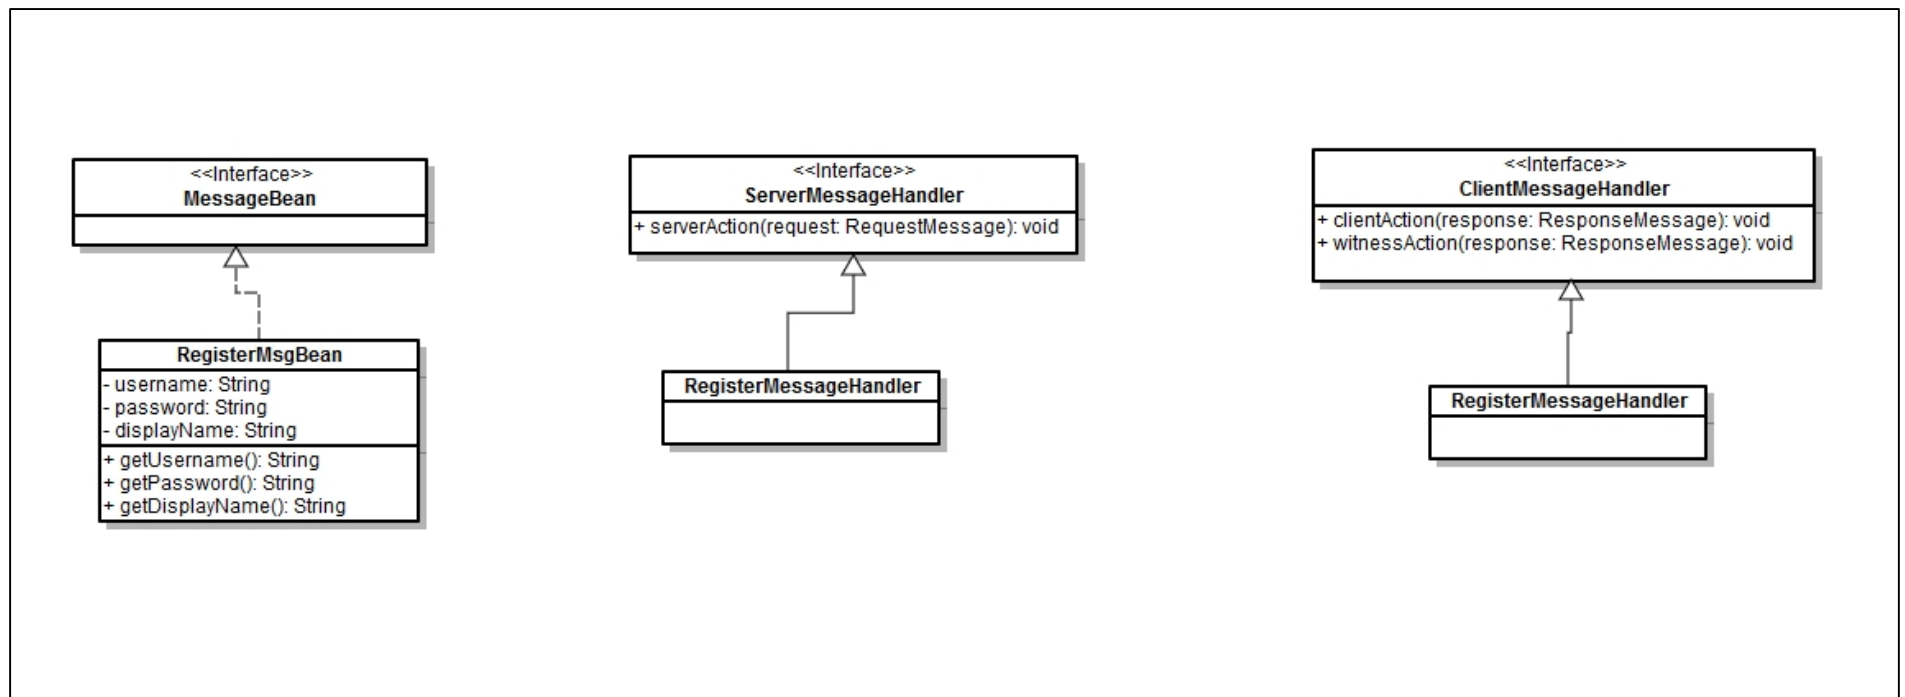 <<Interface>>
MessageBean
RegisterMsgBean
- username: String
- password: String
- displayName: String
+ getUsername(): String
+ getPassword(): String
+ getDisplayName(): String
<<Interface>>
ServerMessageHandler
+ serverAction(request: RequestMessage): void
RegisterMessageHandler
<<Interface>>
ClientMessageHandler
+ clientAction(response: ResponseMessage): void
+ witnessAction(response: ResponseMessage): void
RegisterMessageHandler